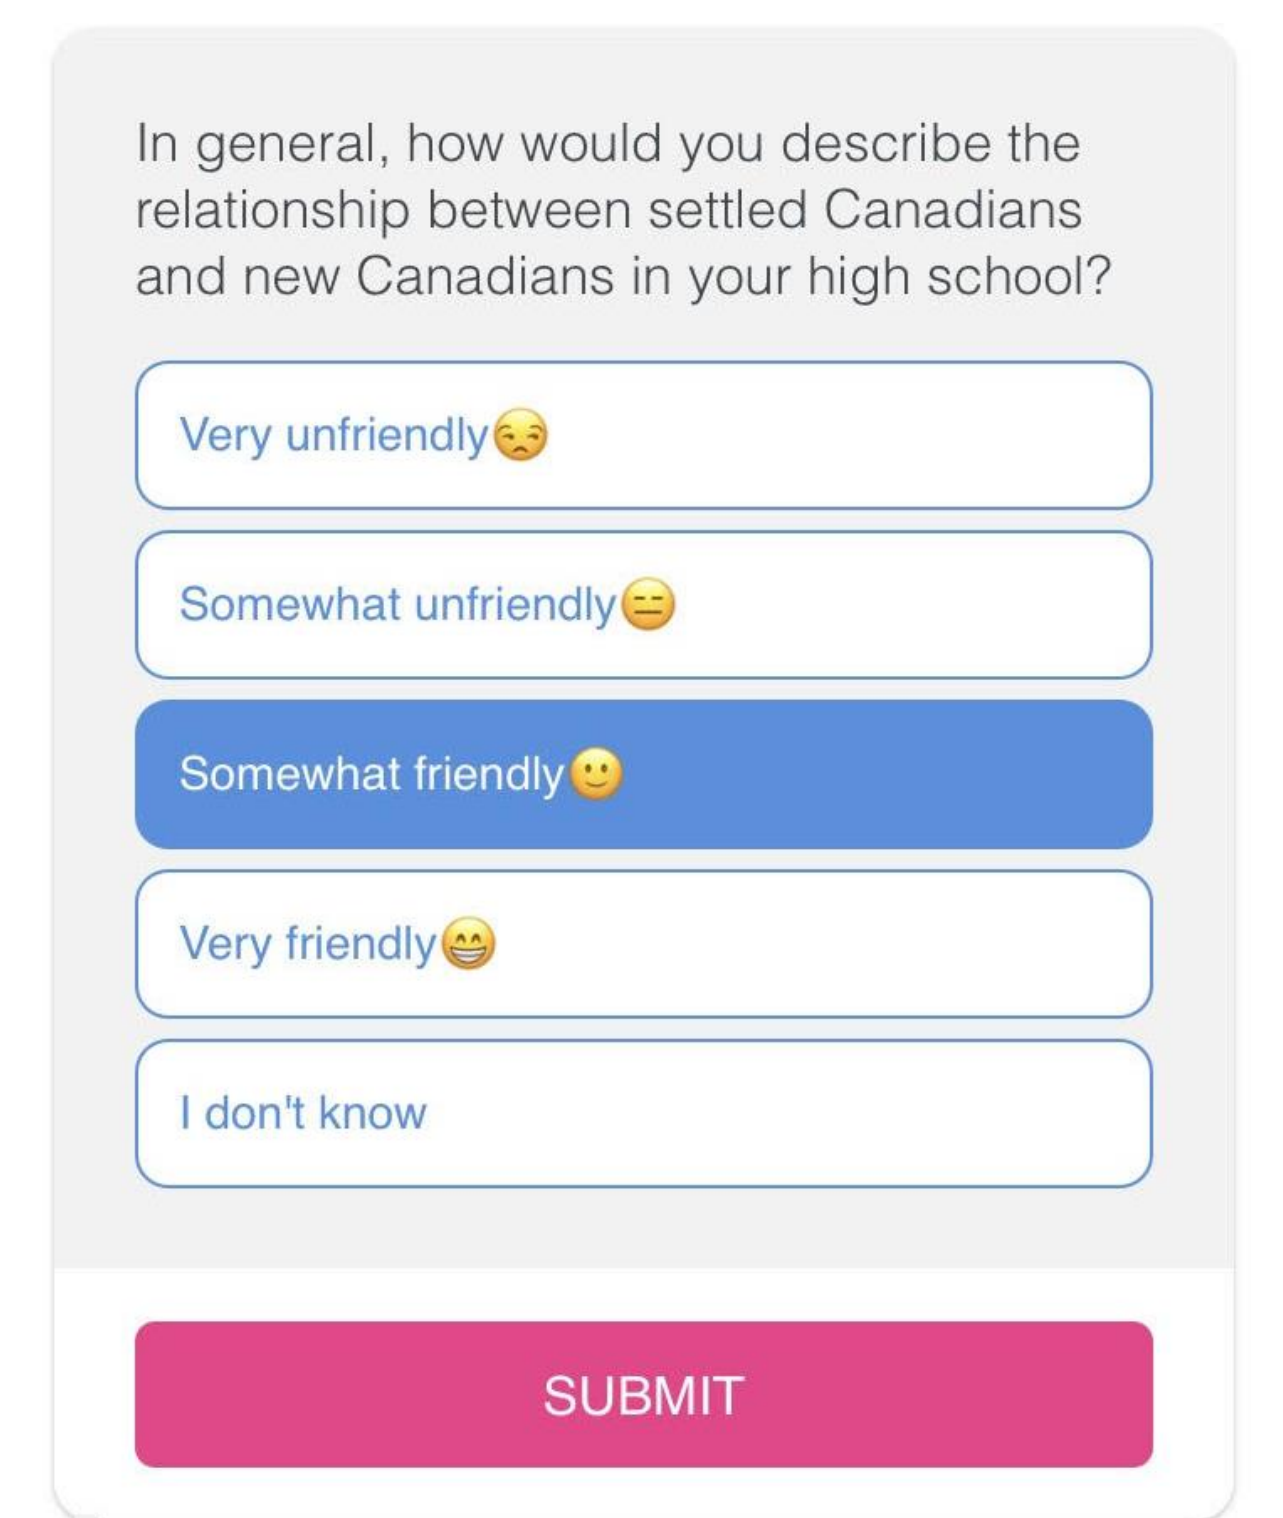 In general, how would you describe the
relationship between settled Canadians
and new Canadians in your high school?
Very unfriendly😒
Somewhat unfriendly😑
Somewhat friendly🙂
Very friendly😁
I don't know
SUBMIT